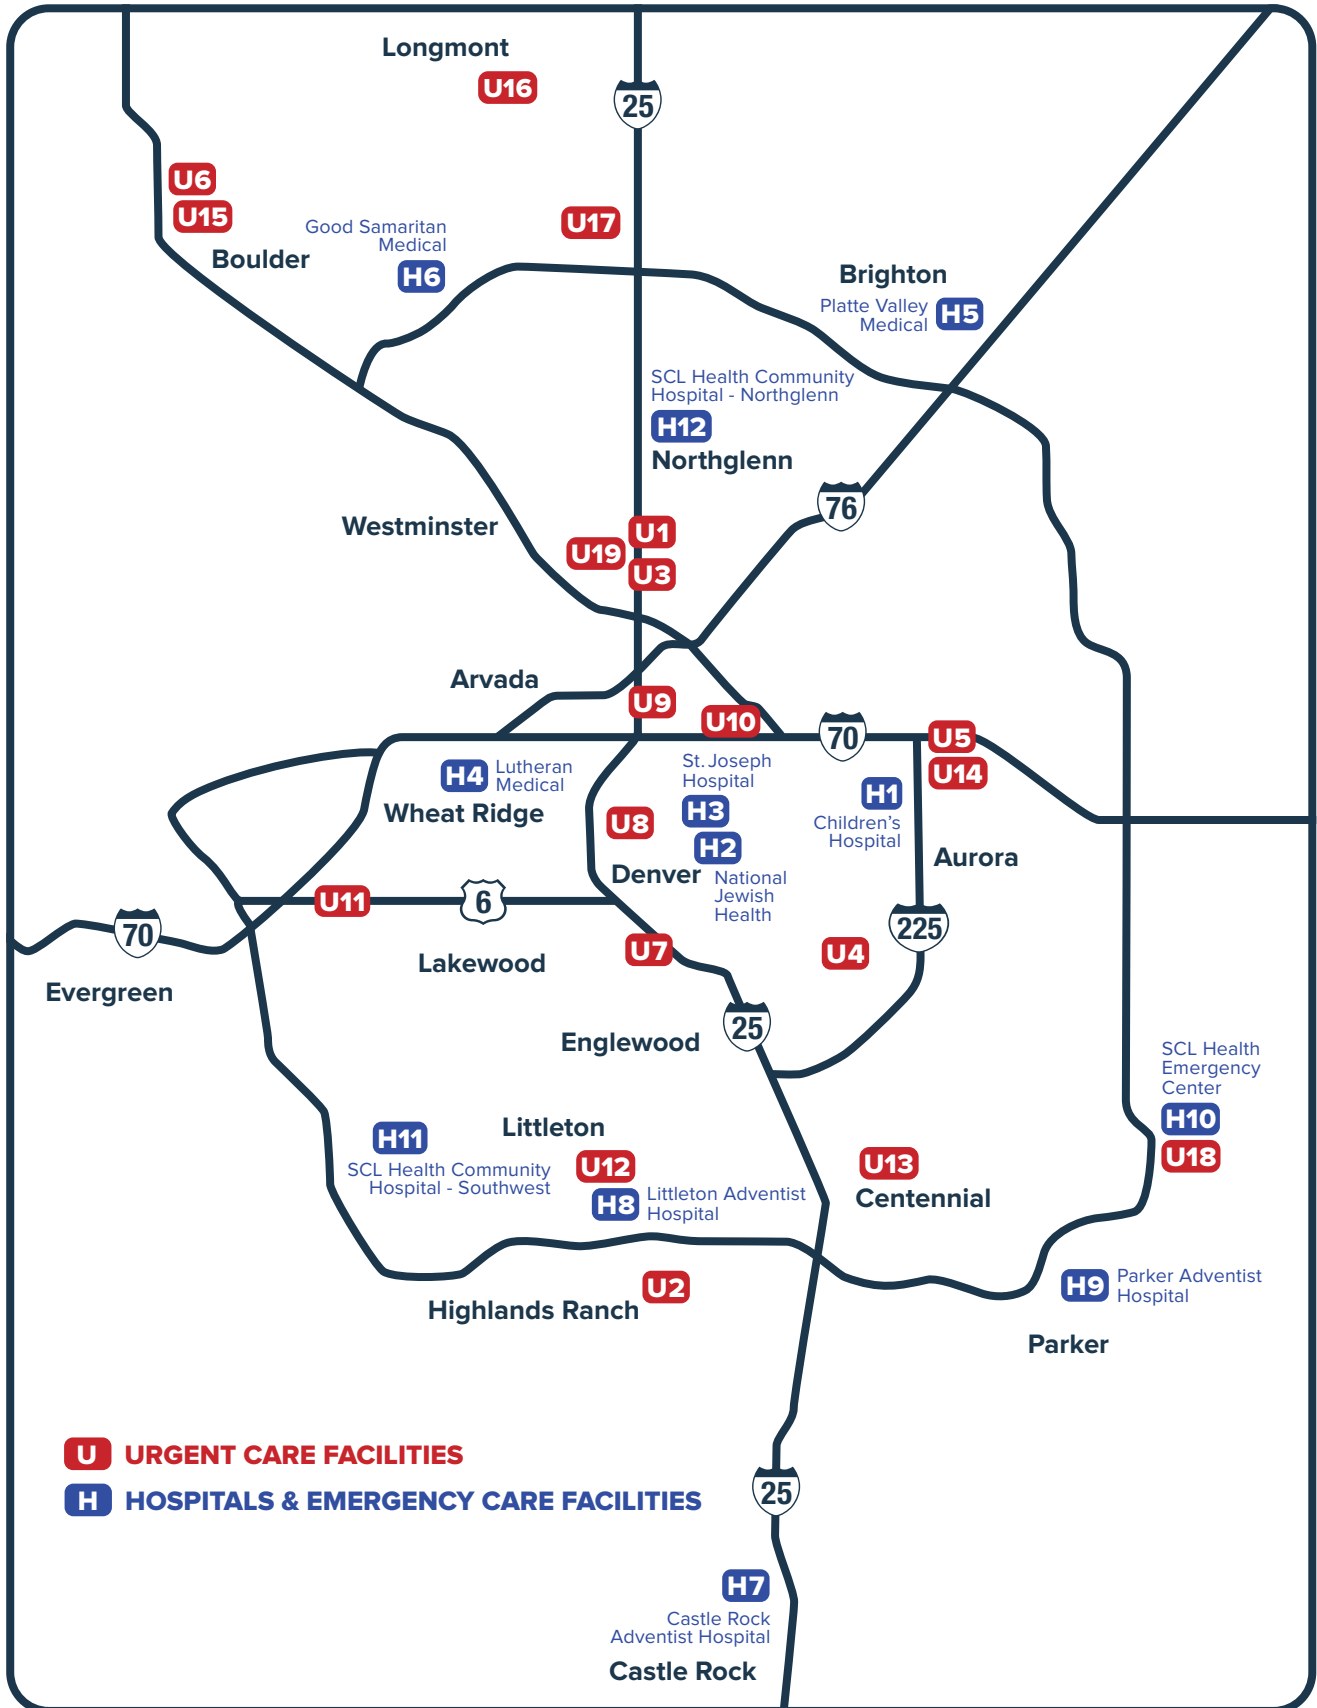 Longmont
U16
25
U6
U15
U17
Good Samaritan
Medical
H6
Boulder
Brighton
Platte Valley
Medical
H5
SCL Health Community
Hospital - Northglenn
H12
Northglenn
76
Westminster
U1
U19
U3
Arvada
U9
U10
70
U5
U14
H4
Lutheran
Medical
Wheat Ridge
St. Joseph
Hospital
H3
H2
National
Jewish
Health
H1
Children's
Hospital
U8
Denver
Aurora
U11
6
225
70
Evergreen
Lakewood
U7
U4
25
Englewood
SCL Health
Emergency
Center
H10
U18
H11
SCL Health Community
Hospital - Southwest
Littleton
U12
H8
Littleton Adventist
Hospital
U13
Centennial
U2
Highlands Ranch
H9
Parker Adventist
Hospital
Parker
U URGENT CARE FACILITIES
H HOSPITALS & EMERGENCY CARE FACILITIES
25
H7
Castle Rock
Adventist Hospital
Castle Rock